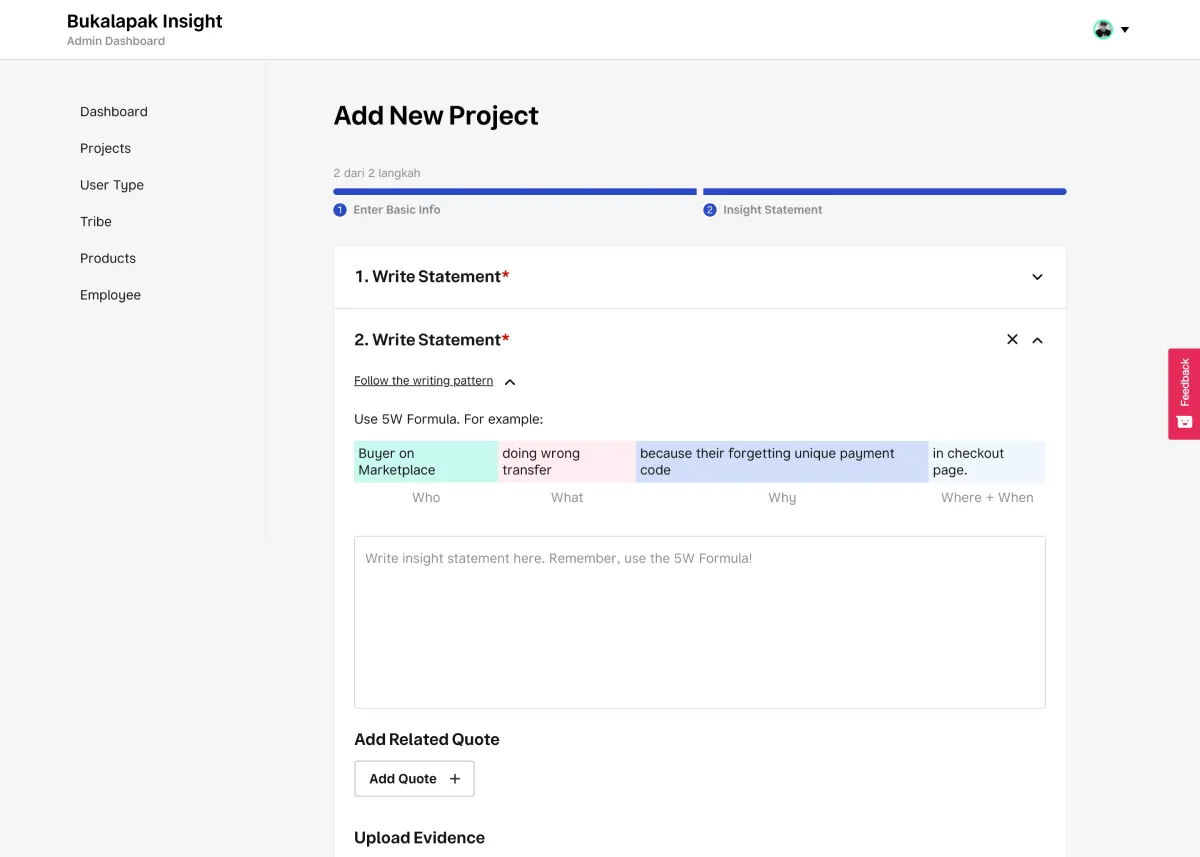 Bukalapak Insight
Admin Dashboard
Dashboard
Projects
User Type
Tribe
Products
Employee
Add New Project
2 dari 2 langkah
1 Enter Basic Info
2 Insight Statement
1. Write Statement*
2. Write Statement*
Follow the writing pattern
Use 5W Formula. For example:
Buyer on
Marketplace
doing wrong
transfer
because their forgetting unique payment
code
in checkout
page.
Who
What
Why
Where + When
Write insight statement here. Remember, use the 5W Formula!
Add Related Quote
Add Quote +
Upload Evidence
Feedback